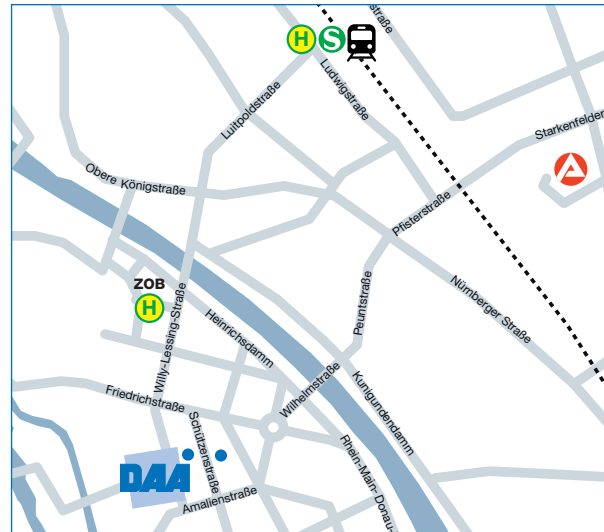 straße
H S
Ludwigstraße
Luitpoldstraße
Starkenfelder
A
Obere Königstraße
Pfisterstraße
ZOB
H
Nürnberger Straße
Peuntstraße
Willy-Lessing-Straße
Heinrichsdamm
Wilhelmstraße
Kunigundendamm
Friedrichstraße
Schützenstraße
Rhein-Main-Donau-
DAA
Amalienstraße